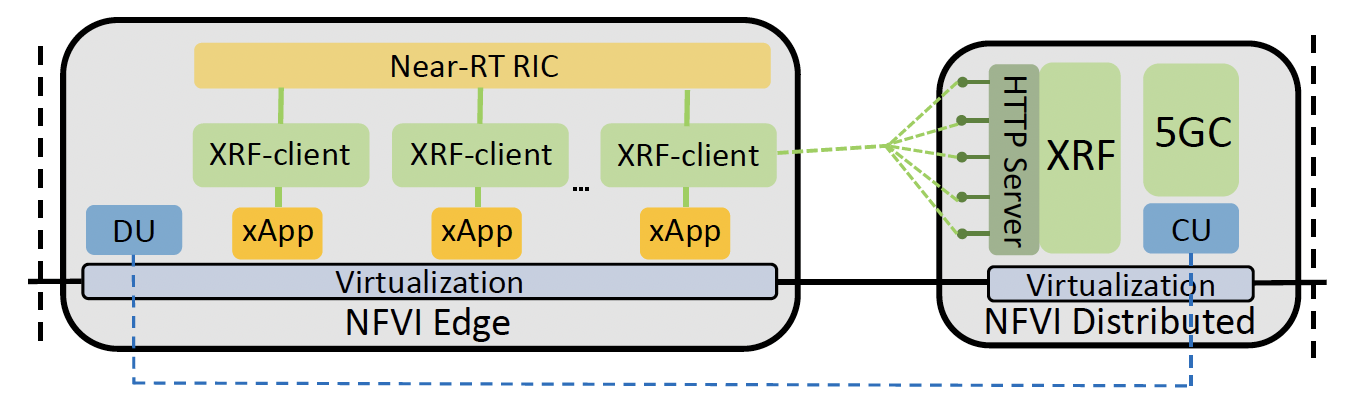 Near-RT RIC
XRF-client
XRF-client
XRF-client
...
DU
xApp
xApp
xApp
Virtualization
NFVI Edge
HTTP Server
XRF
5GC
CU
Virtualization
NFVI Distributed